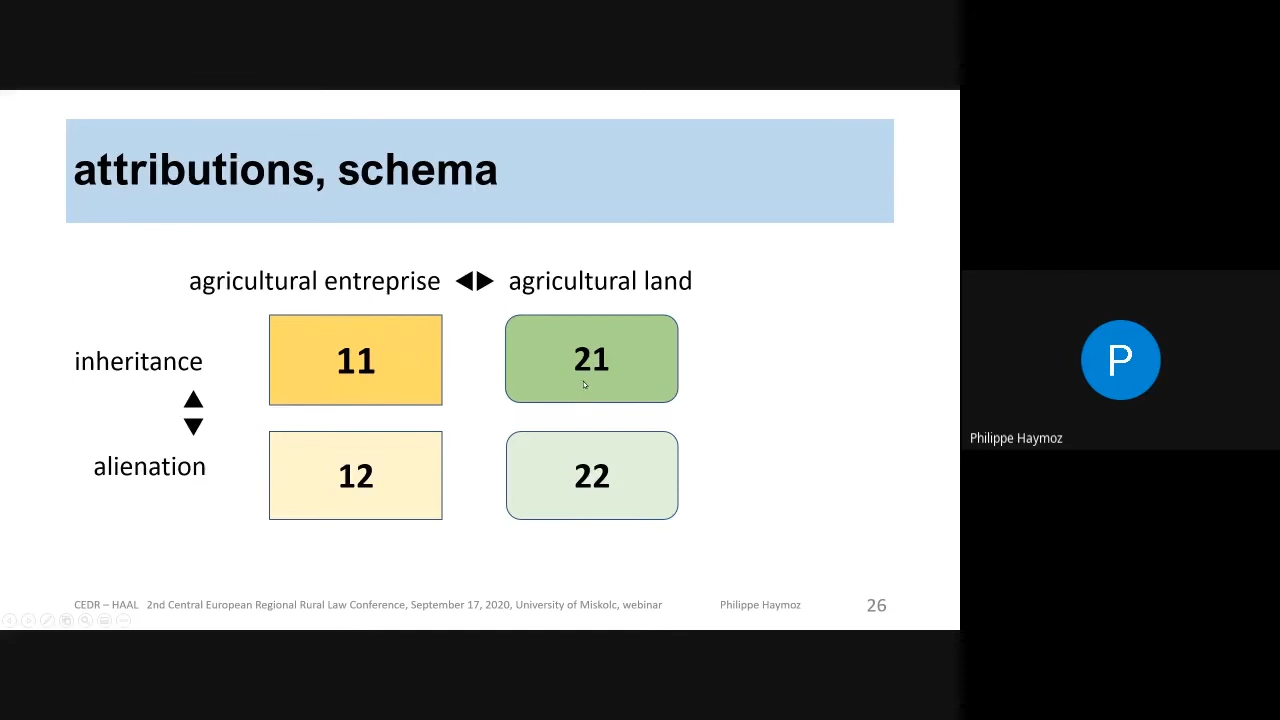 attributions, schema
agricultural entreprise ◀▶ agricultural land
inheritance 11 21
▲
▼
alienation 12 22
P
Philippe Haymoz
CEDR – HAAL 2nd Central European Regional Rural Law Conference, September 17, 2020, University of Miskolc, webinar Philippe Haymoz 26